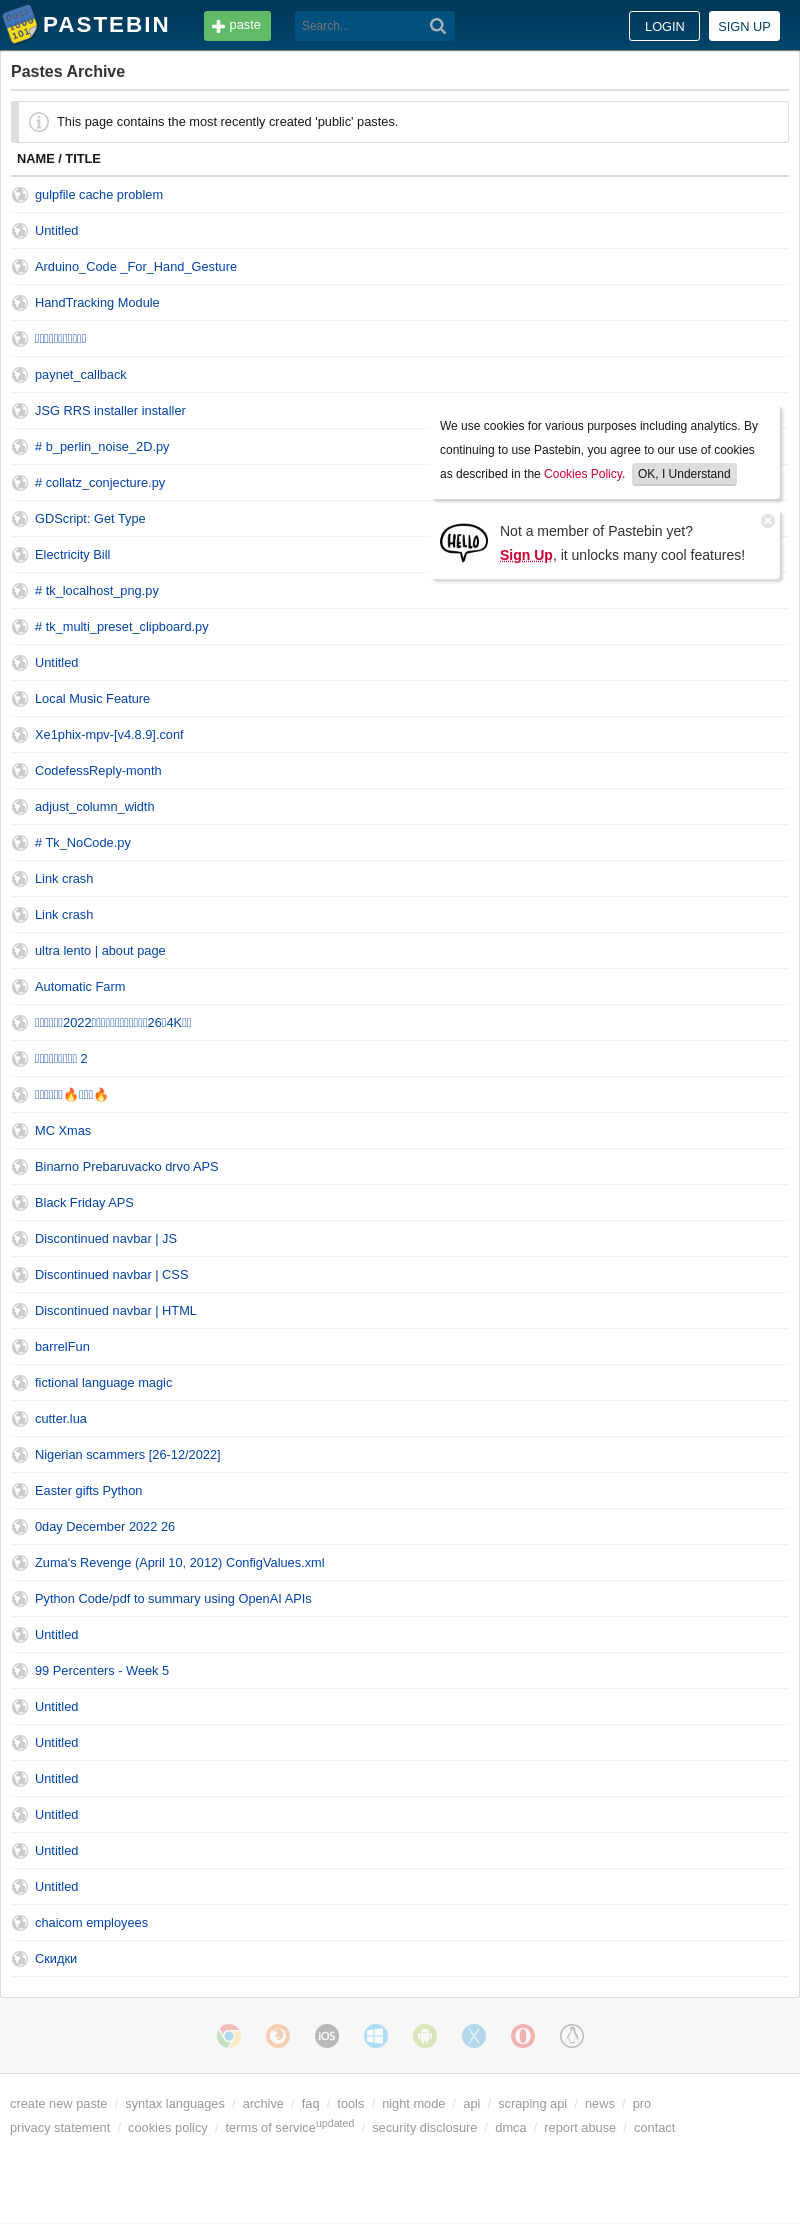 PASTEBIN
paste
Search...
LOGIN
SIGN UP
Pastes Archive
This page contains the most recently created 'public' pastes.
NAME / TITLE
gulpfile cache problem
Untitled
Arduino_Code _For_Hand_Gesture
HandTracking Module
paynet_callback
JSG RRS installer installer
# b_perlin_noise_2D.py
# collatz_conjecture.py
GDScript: Get Type
Electricity Bill
# tk_localhost_png.py
# tk_multi_preset_clipboard.py
Untitled
Local Music Feature
Xe1phix-mpv-[v4.8.9].conf
CodefessReply-month
adjust_column_width
# Tk_NoCode.py
Link crash
Link crash
ultra lento | about page
Automatic Farm
2022 26 4K
2
🔥 🔥
MC Xmas
Binarno Prebaruvacko drvo APS
Black Friday APS
Discontinued navbar | JS
Discontinued navbar | CSS
Discontinued navbar | HTML
barrelFun
fictional language magic
cutter.lua
Nigerian scammers [26-12/2022]
Easter gifts Python
0day December 2022 26
Zuma's Revenge (April 10, 2012) ConfigValues.xml
Python Code/pdf to summary using OpenAI APIs
Untitled
99 Percenters - Week 5
Untitled
Untitled
Untitled
Untitled
Untitled
Untitled
chaicom employees
Скидки
We use cookies for various purposes including analytics. By
continuing to use Pastebin, you agree to our use of cookies
as described in the Cookies Policy. OK, I Understand
HELLO
Not a member of Pastebin yet?
Sign Up, it unlocks many cool features!
iOS
create new paste / syntax languages / archive / faq / tools / night mode / api / scraping api / news / pro
privacy statement / cookies policy / terms of serviceupdated / security disclosure / dmca / report abuse / contact